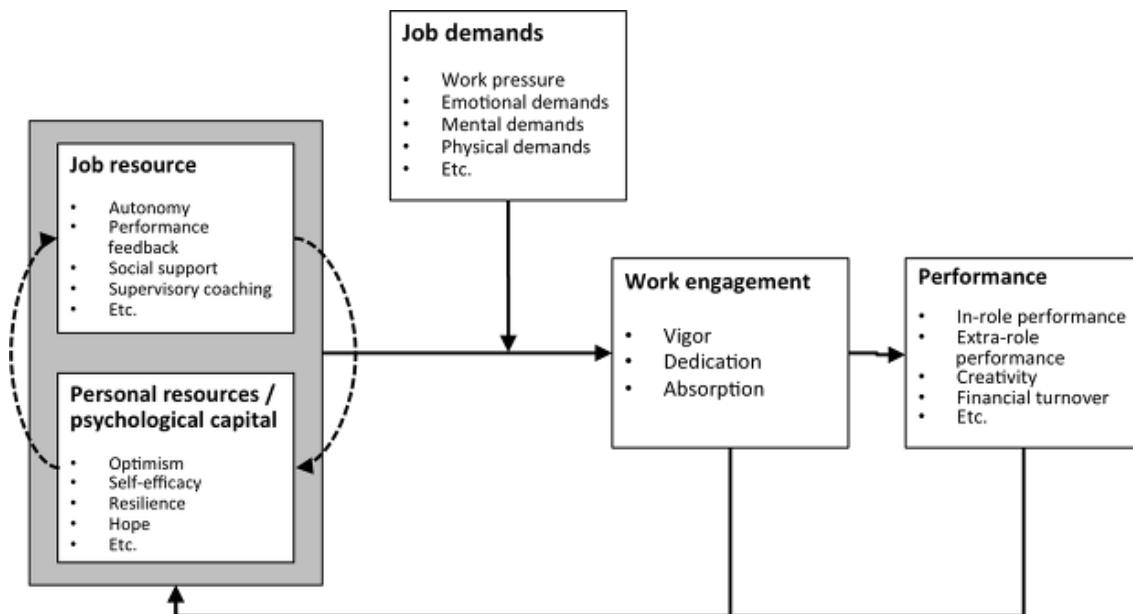 Job demands
• Work pressure
• Emotional demands
• Mental demands
• Physical demands
• Etc.
Job resource
• Autonomy
• Performance
feedback
• Social support
• Supervisory coaching
• Etc.
Personal resources /
psychological capital
• Optimism
• Self-efficacy
• Resilience
• Hope
• Etc.
Work engagement
• Vigor
• Dedication
• Absorption
Performance
• In-role performance
• Extra-role
performance
• Creativity
• Financial turnover
• Etc.